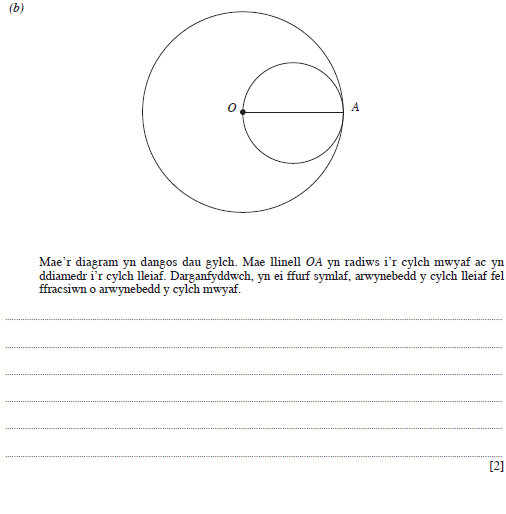 (b)
O
A
Mae'r diagram yn dangos dau gylch. Mae llinell OA yn radiws i'r cylch mwyaf ac yn
ddiamedr i'r cylch lleiaf. Darganfyddwch, yn ei ffurf symlaf, arwynebedd y cylch lleiaf fel
ffracsiwn o arwynebedd y cylch mwyaf.
[2]